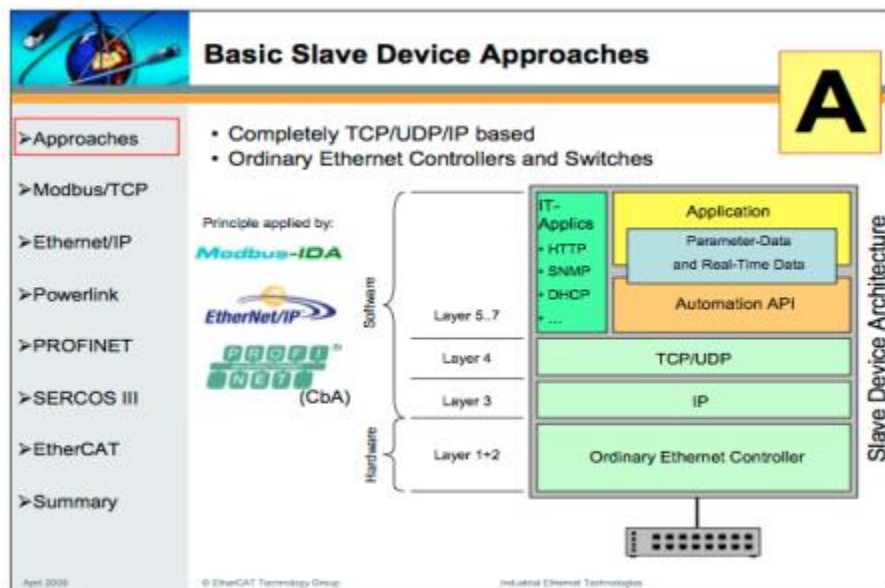 Basic Slave Device Approaches
A
➢Approaches
➢Modbus/TCP
➢Ethernet/IP
➢Powerlink
➢PROFINET
➢SERCOS III
➢EtherCAT
➢Summary
• Completely TCP/UDP/IP based
• Ordinary Ethernet Controllers and Switches
Principle applied by:
Modbus-IDA
EtherNet/IP
PROFI
NET
(CbA)
Software
Hardware
Layer 5..7
Layer 4
Layer 3
Layer 1+2
IT-
Applics
• HTTP
• SNMP
• DHCP
• ...
Application
Parameter-Data
and Real-Time Data
Automation API
TCP/UDP
IP
Ordinary Ethernet Controller
Slave Device Architecture
© EtherCAT Technology Group
Industrial Ethernet Technologies